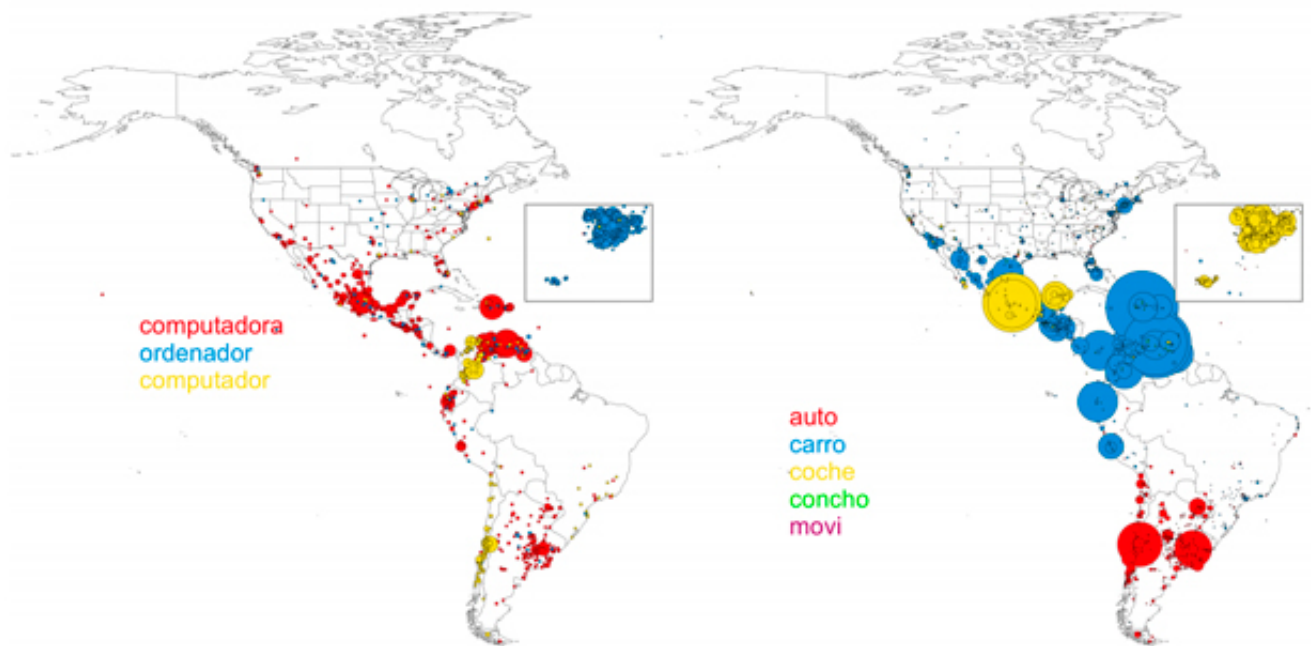 computadora
ordenador
computador
auto
carro
coche
concho
movi